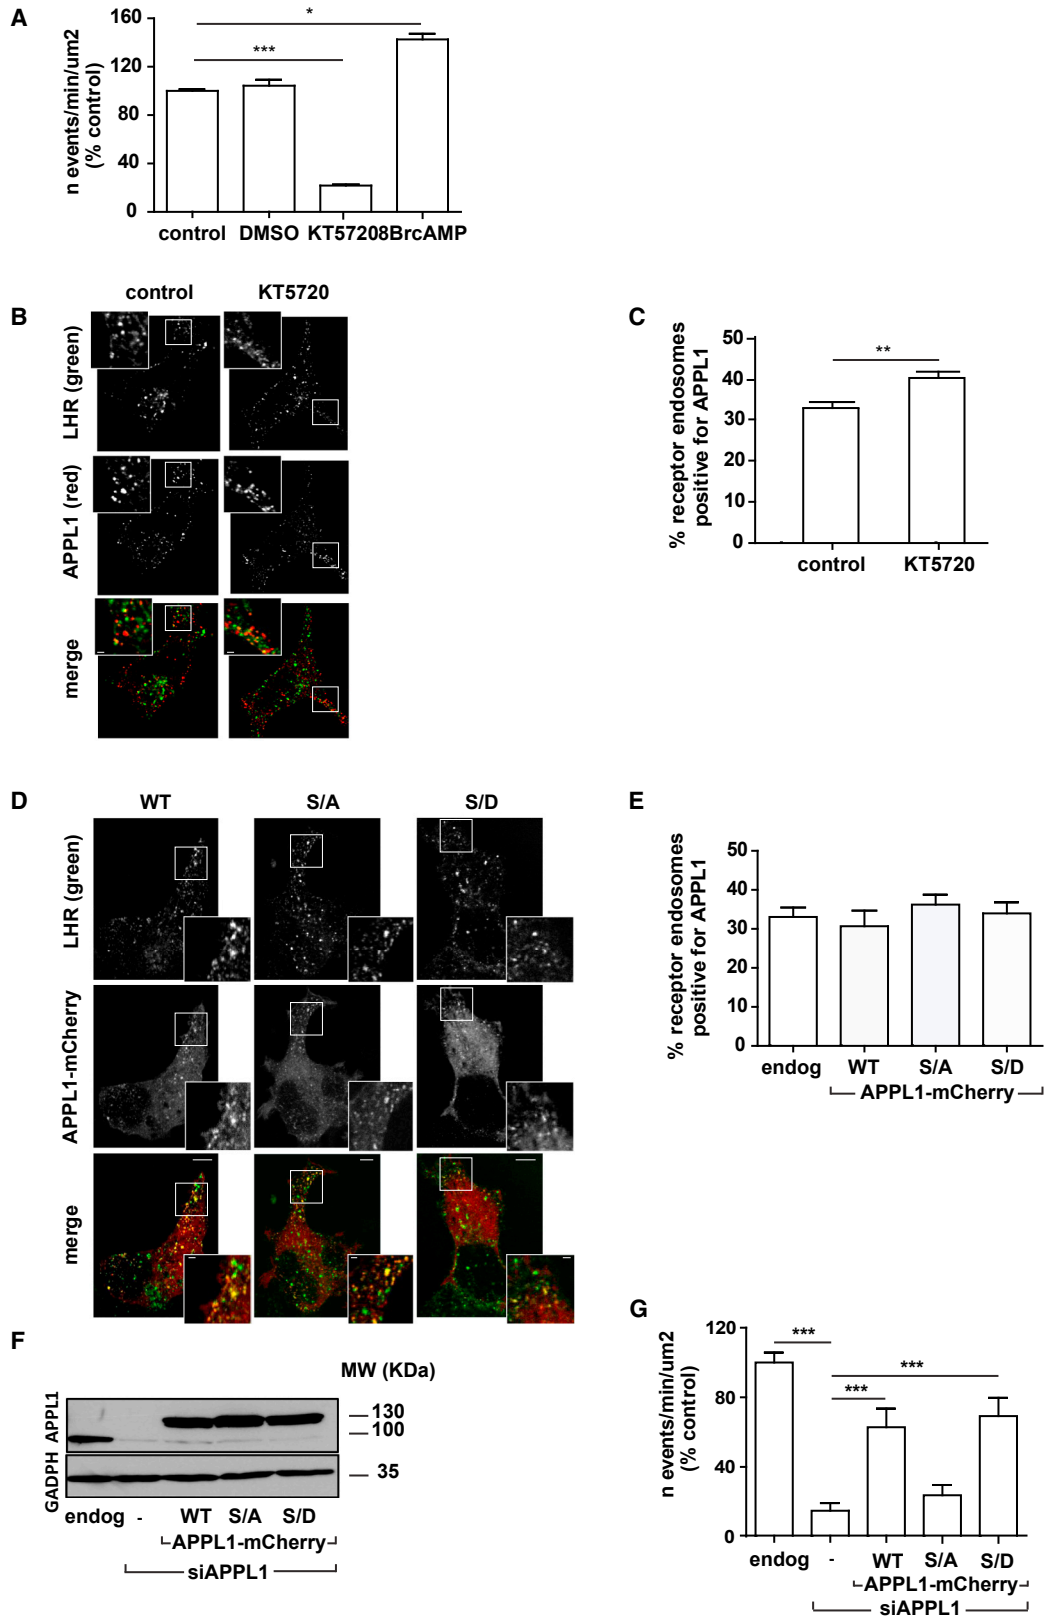 A
n events/min/um2
(% control)
160
120
80
40
0
*
***
control DMSO KT57208BrcAMP
B
control KT5720
LHR (green)
APPL1 (red)
merge
C
% receptor endosomes
positive for APPL1
50
40
30
20
10
0
**
control KT5720
D
WT S/A S/D
LHR (green)
APPL1-mCherry
merge
E
% receptor endosomes
positive for APPL1
50
40
30
20
10
0
endog WT S/A S/D
APPL1-mCherry
F
MW (KDa)
APPL1
GADPH
130
100
35
endog - WT S/A S/D
APPL1-mCherry
siAPPL1
G
n events/min/um2
(% control)
120
80
40
0
***
***
***
endog - WT S/A S/D
APPL1-mCherry
siAPPL1